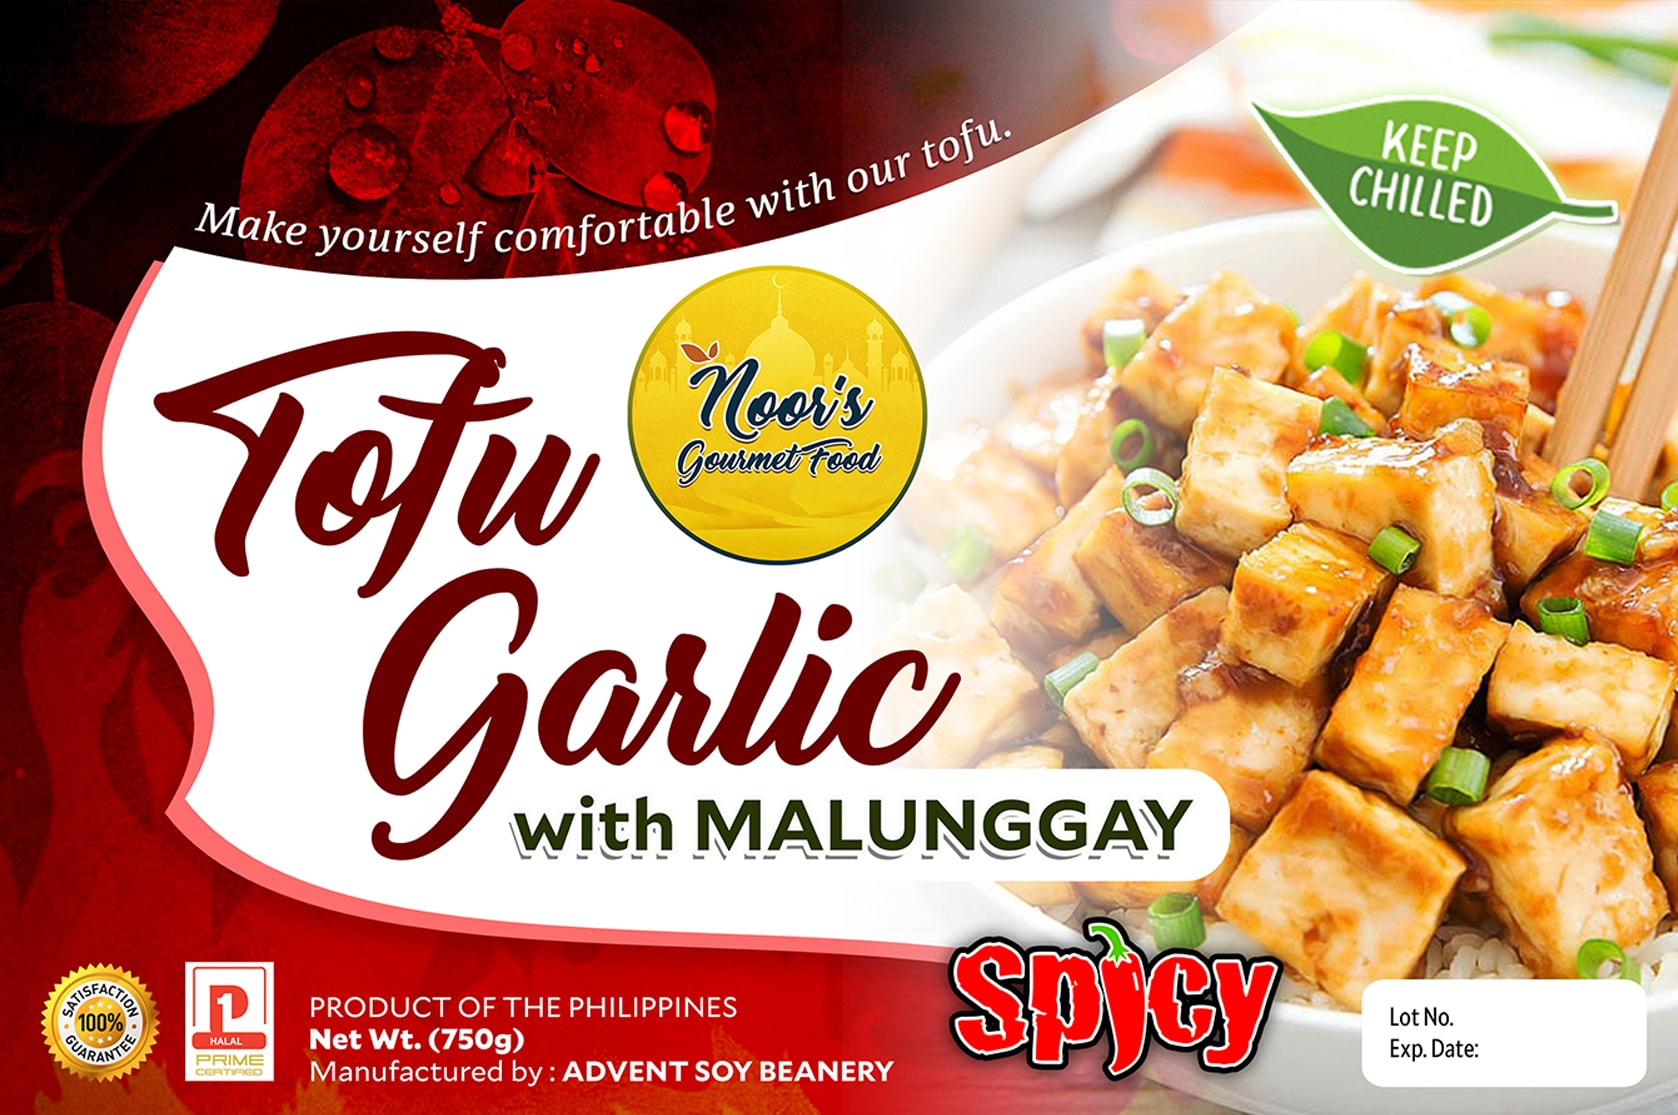 Make yourself comfortable with our tofu.
KEEP
CHILLED
Noor's
Gourmet Food
Tofu
Garlic
with MALUNGGAY
Spicy
SATISFACTION
100%
GUARANTEE
1
HALAL
PRIME
CERTIFIED
PRODUCT OF THE PHILIPPINES
Net Wt. (750g)
Manufactured by : ADVENT SOY BEANERY
Lot No.
Exp. Date: